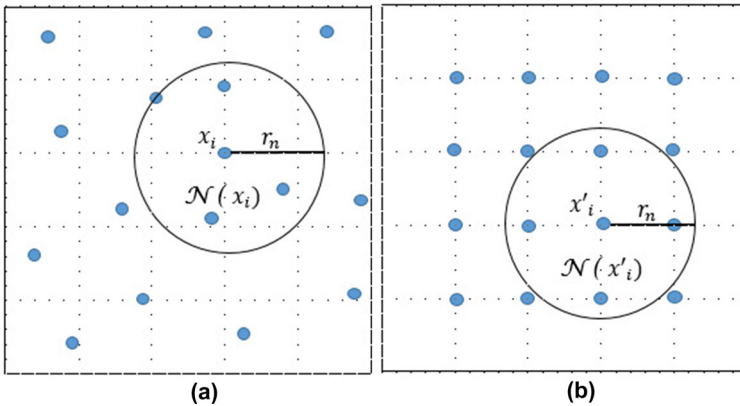 x_i r_n
𝒩( x_i)
(a)
x'_i r_n
𝒩( x'_i)
(b)